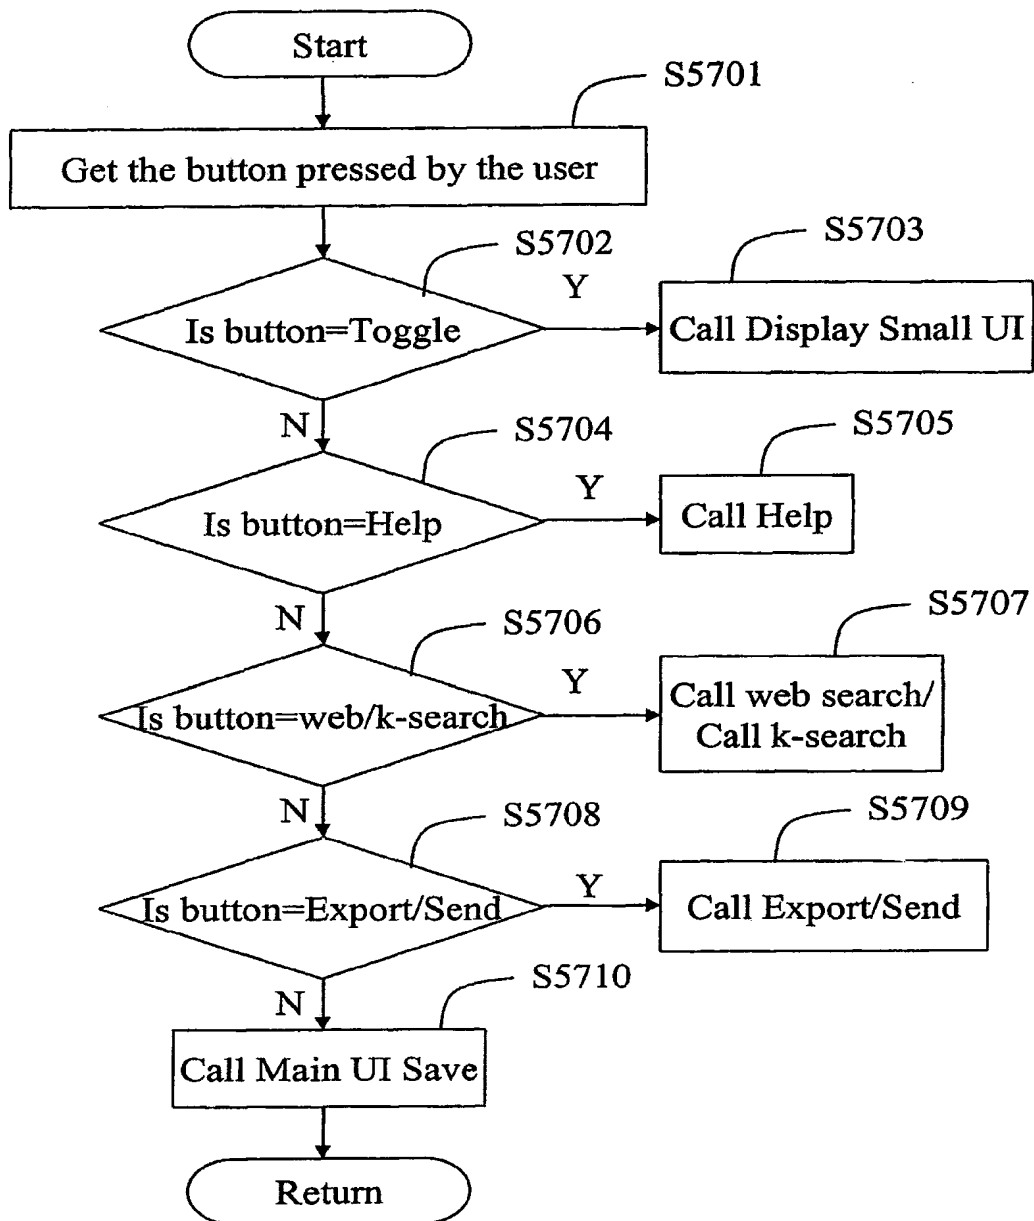 Start
S5701
Get the button pressed by the user
S5702
S5703
Is button=Toggle
Y
Call Display Small UI
N
S5704
S5705
Is button=Help
Y
Call Help
N
S5706
S5707
Is button=web/k-search
Y
Call web search/
Call k-search
N
S5708
S5709
Is button=Export/Send
Y
Call Export/Send
N
S5710
Call Main UI Save
Return